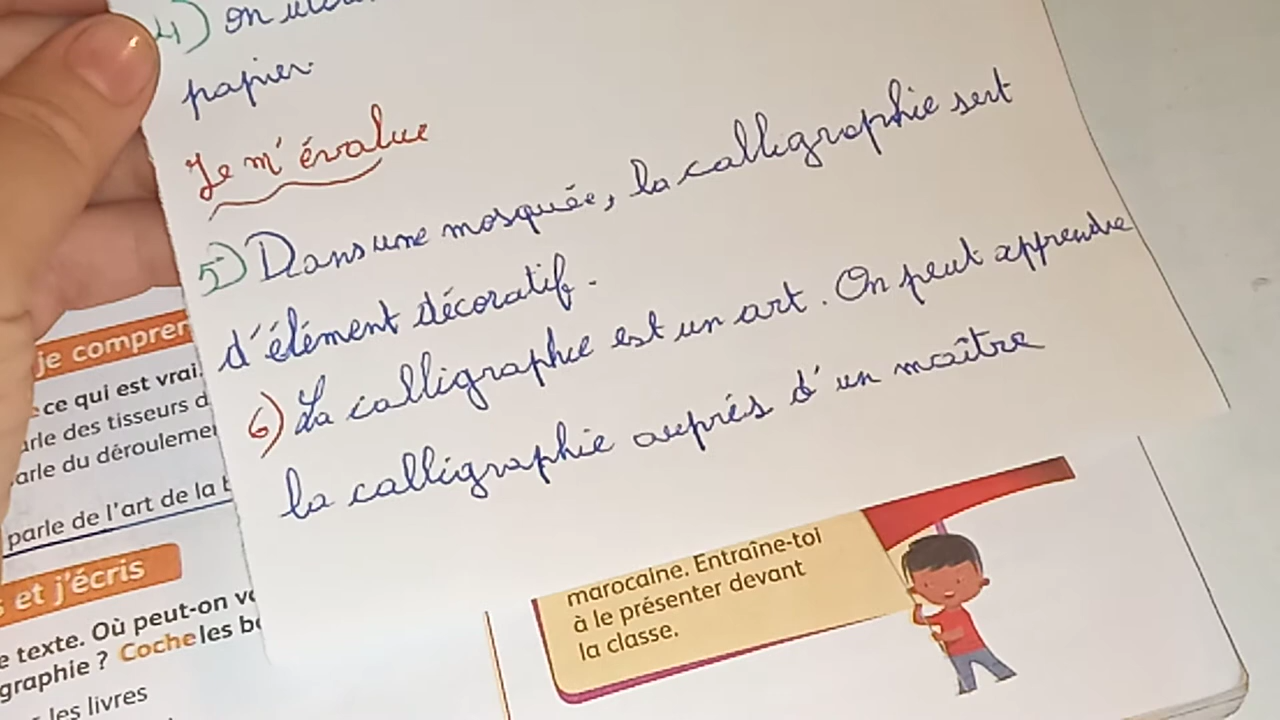 4) On
papier.
Je m'évalue
5) Dans une mosquée, la calligraphie sert
d'élément décoratif.
6) La calligraphie est un art. On peut apprendre
la calligraphie auprés d'un maître
je compren
ce qui est vrai.
arle des tisseurs d
arle du déroulemen
parle de l'art de la
et j'écris
texte. Où peut-on
graphie ? Coche les
les livres
marocaine. Entraîne-toi
à le présenter devant
la classe.